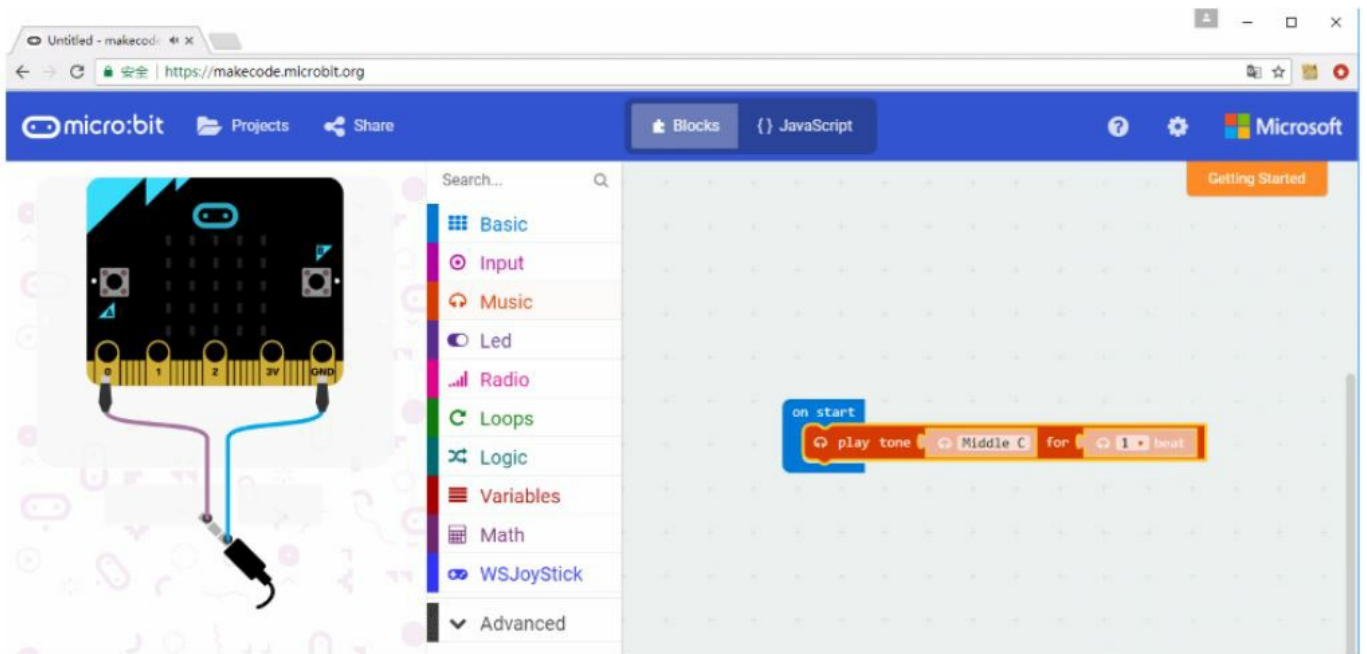 Untitled - makecod
安全 | https://makecode.microbit.org
micro:bit Projects Share Blocks {} JavaScript ? Microsoft
Getting Started
Search...
Basic
Input
Music
Led
Radio
Loops
Logic
Variables
Math
WSJoyStick
Advanced
B
A
0 1 2 3V GND
on start
play tone Middle C for 1 beat